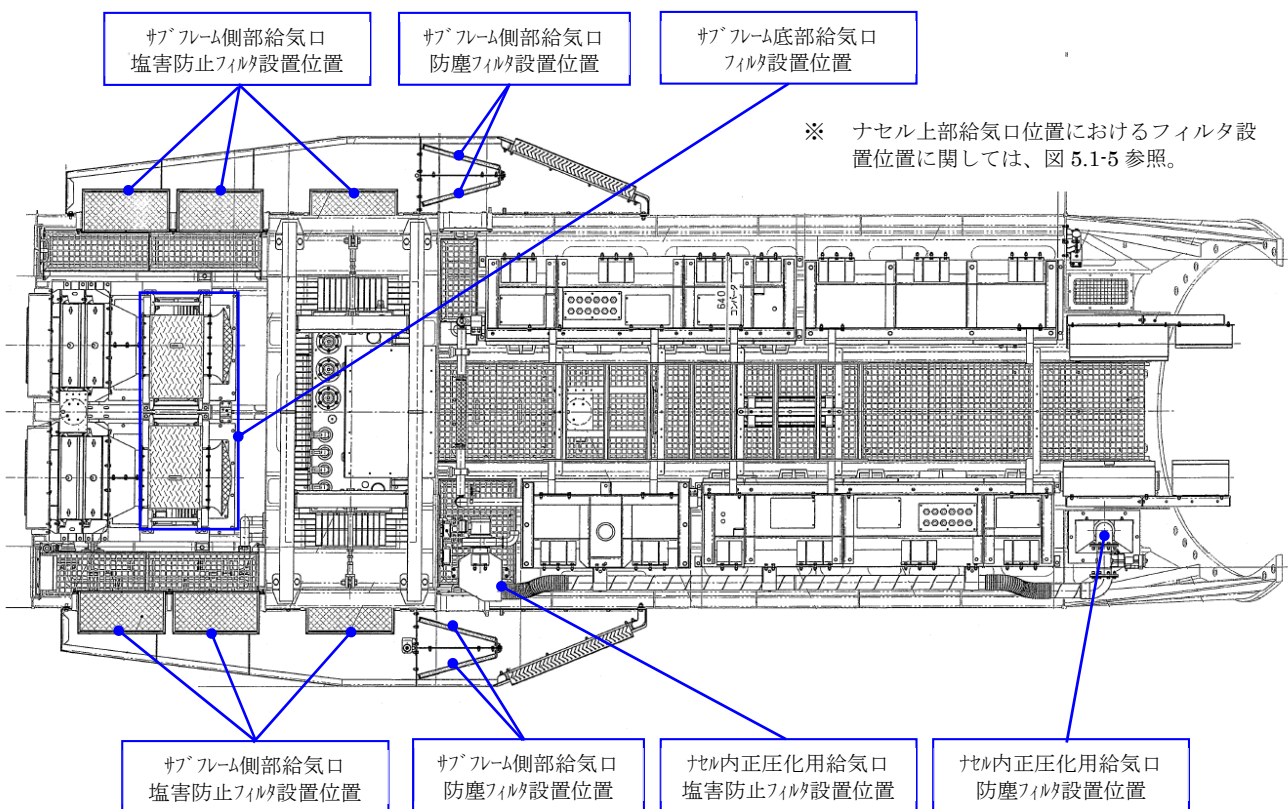 サブフレーム側部給気口
塩害防止フィルタ設置位置
サブフレーム側部給気口
防塵フィルタ設置位置
サブフレーム底部給気口
フィルタ設置位置
※ ナセル上部給気口位置におけるフィルタ設
置位置に関しては、図 5.1-5 参照。
640
コンバータ
サブフレーム側部給気口
塩害防止フィルタ設置位置
サブフレーム側部給気口
防塵フィルタ設置位置
ナセル内正圧化用給気口
塩害防止フィルタ設置位置
ナセル内正圧化用給気口
防塵フィルタ設置位置